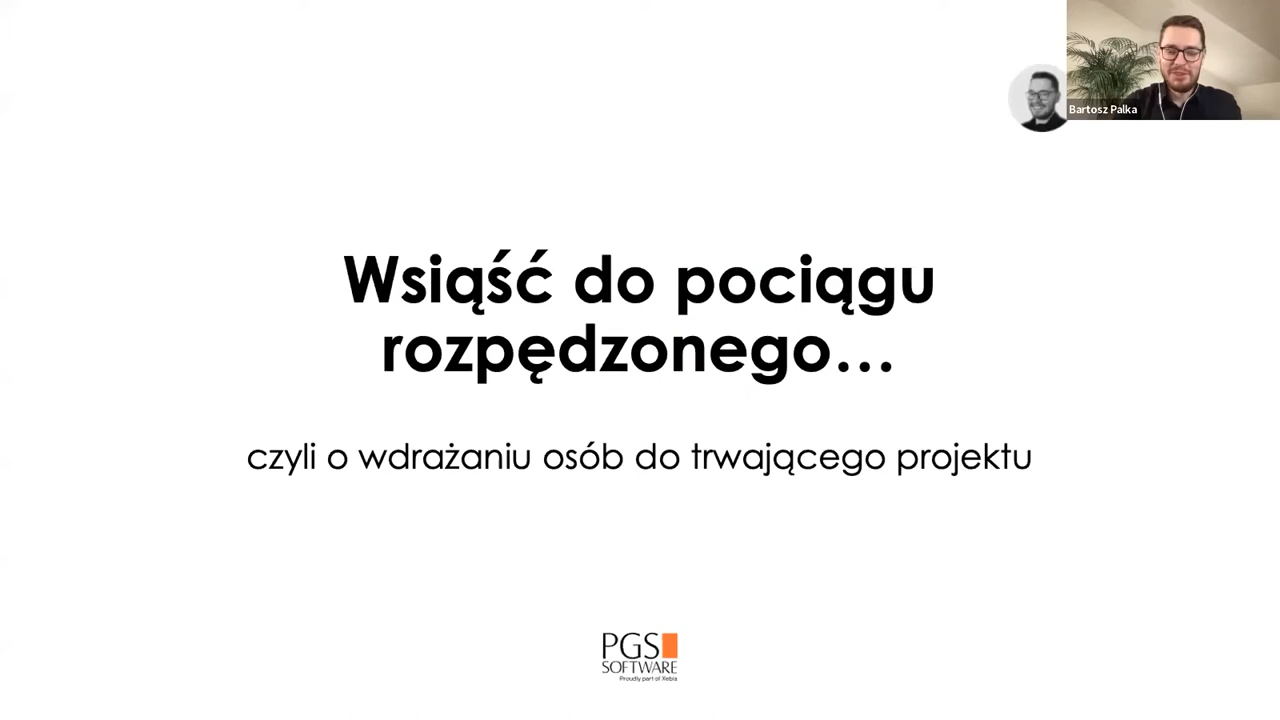 Bartosz Palka
Wsiąść do pociągu
rozpędzonego...
czyli o wdrażaniu osób do trwającego projektu
PGS
SOFTWARE
Proudly part of Xebia